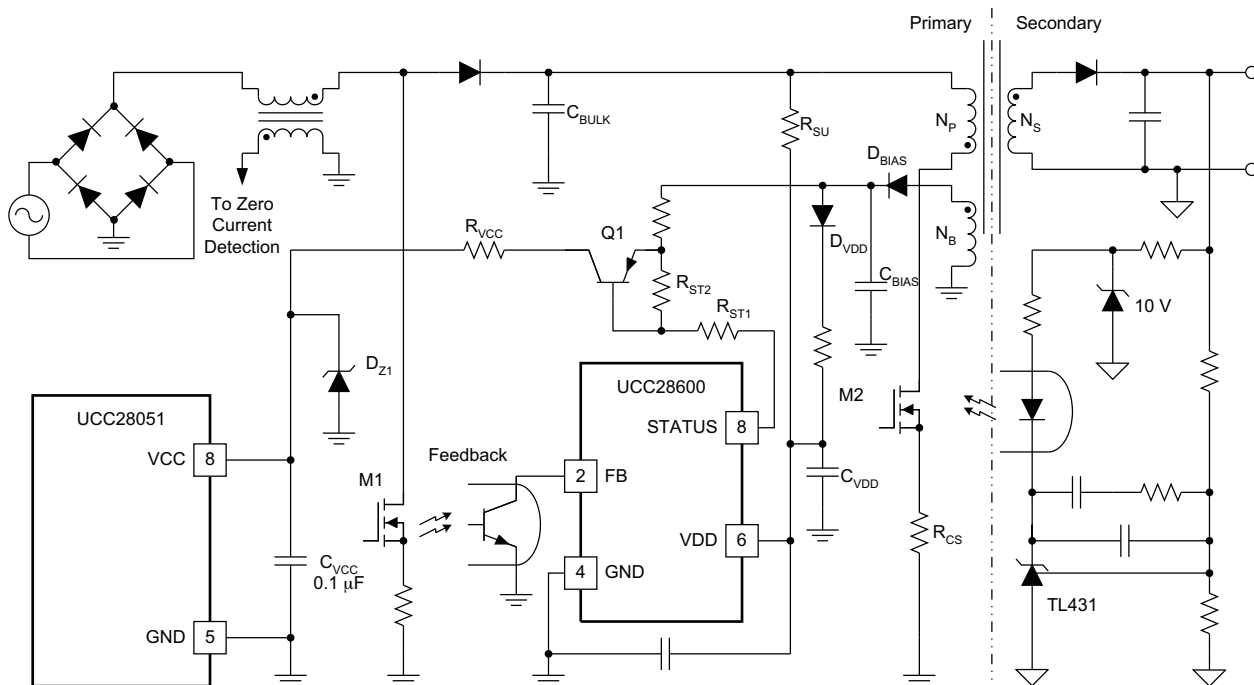 Primary
Secondary
C_BULK
R_SU
N_P
N_S
D_BIAS
To Zero
Current
Detection
R_VCC
Q1
D_VDD
N_B
C_BIAS
R_ST2
R_ST1
10 V
D_Z1
UCC28051
UCC28600
M2
STATUS
8
VCC
8
Feedback
2
FB
C_VDD
M1
VDD
6
R_CS
C_VCC
0.1 μF
4
GND
TL431
GND
5